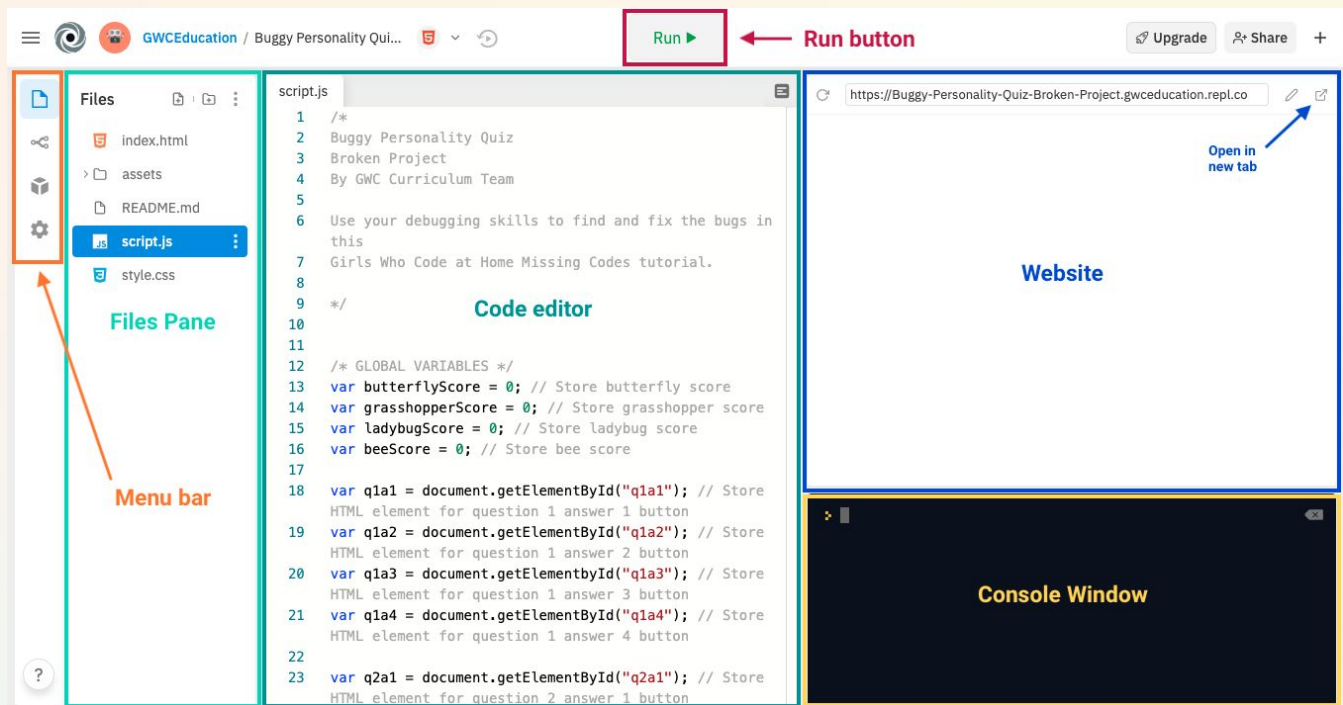 GWCEducation / Buggy Personality Qui...
Run
Run button
Upgrade
Share
Files
index.html
assets
README.md
JS script.js
style.css
Files Pane
Menu bar
?
script.js
1 /*
2 Buggy Personality Quiz
3 Broken Project
4 By GWC Curriculum Team
5
6 Use your debugging skills to find and fix the bugs in
this
7 Girls Who Code at Home Missing Codes tutorial.
8
9 */
10
11
12 /* GLOBAL VARIABLES */
13 var butterflyScore = 0; // Store butterfly score
14 var grasshopperScore = 0; // Store grasshopper score
15 var ladybugScore = 0; // Store ladybug score
16 var beeScore = 0; // Store bee score
17
18 var q1a1 = document.getElementById("q1a1"); // Store
HTML element for question 1 answer 1 button
19 var q1a2 = document.getElementById("q1a2"); // Store
HTML element for question 1 answer 2 button
20 var q1a3 = document.getElementbyId("q1a3"); // Store
HTML element for question 1 answer 3 button
21 var q1a4 = document.getElementById("q1a4"); // Store
HTML element for question 1 answer 4 button
22
23 var q2a1 = document.getElementById("q2a1"); // Store
HTML element for question 2 answer 1 button
Code editor
https://Buggy-Personality-Quiz-Broken-Project.gwceducation.repl.co
Open in
new tab
Website
>
Console Window